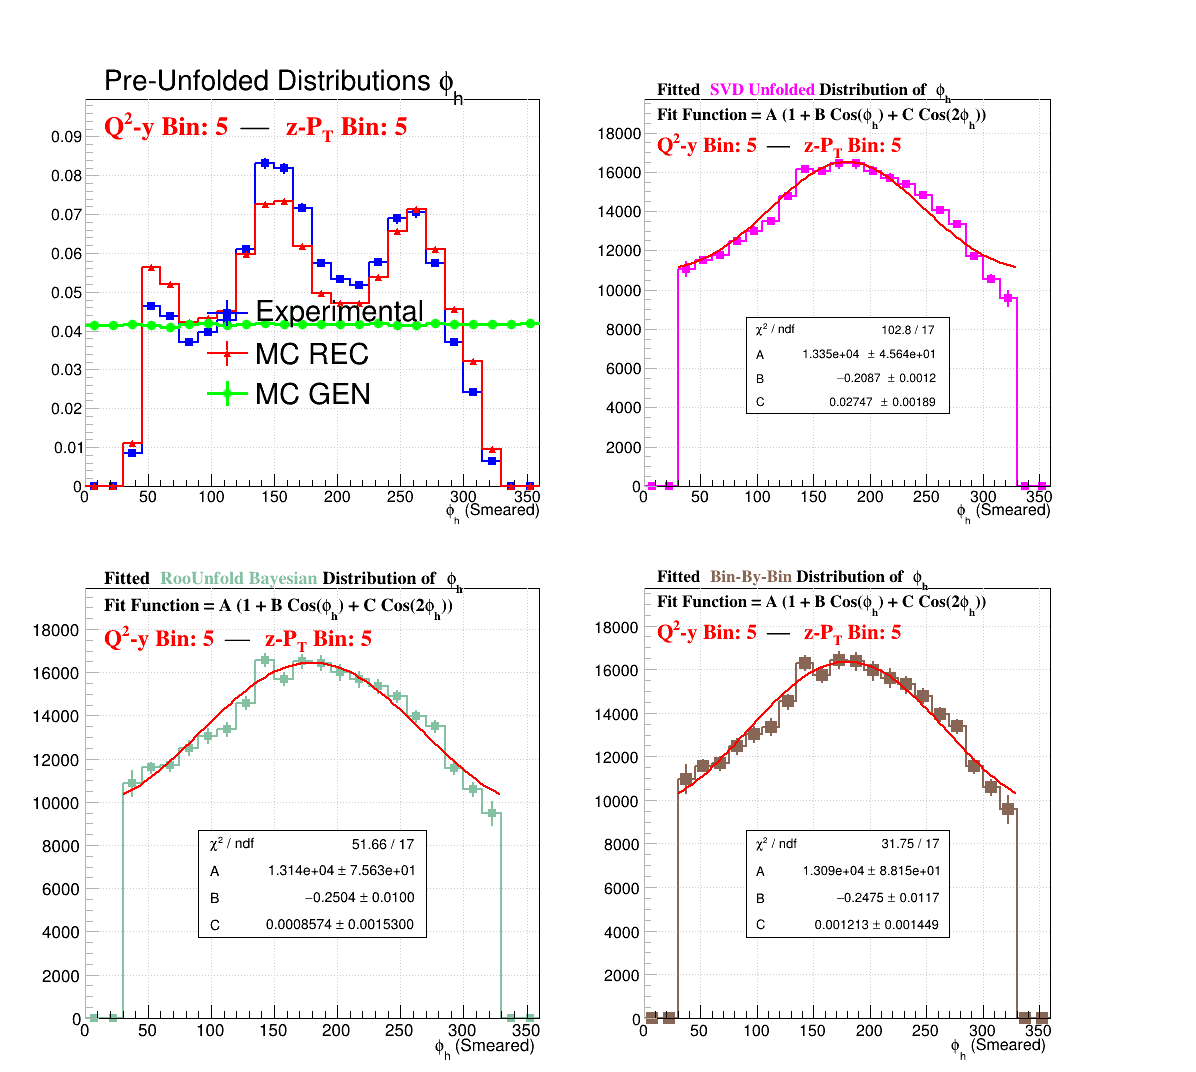 Pre-Unfolded Distributions ϕh
Q2-y Bin: 5 — z-PT Bin: 5
0.09
0.08
0.07
0.06
0.05
0.04
0.03
0.02
0.01
0
Experimental
MC REC
MC GEN
0 50 100 150 200 250 300 350
ϕh (Smeared)
Fitted SVD Unfolded Distribution of ϕh
Fit Function = A (1 + B Cos(ϕh) + C Cos(2ϕh))
Q2-y Bin: 5 — z-PT Bin: 5
18000
16000
14000
12000
10000
8000
6000
4000
2000
0
χ2 / ndf 102.8 / 17
A 1.335e+04 ± 4.564e+01
B −0.2087 ± 0.0012
C 0.02747 ± 0.00189
0 50 100 150 200 250 300 350
ϕh (Smeared)
Fitted RooUnfold Bayesian Distribution of ϕh
Fit Function = A (1 + B Cos(ϕh) + C Cos(2ϕh))
Q2-y Bin: 5 — z-PT Bin: 5
18000
16000
14000
12000
10000
8000
6000
4000
2000
0
χ2 / ndf 51.66 / 17
A 1.314e+04 ± 7.563e+01
B −0.2504 ± 0.0100
C 0.0008574 ± 0.0015300
0 50 100 150 200 250 300 350
ϕh (Smeared)
Fitted Bin-By-Bin Distribution of ϕh
Fit Function = A (1 + B Cos(ϕh) + C Cos(2ϕh))
Q2-y Bin: 5 — z-PT Bin: 5
18000
16000
14000
12000
10000
8000
6000
4000
2000
0
χ2 / ndf 31.75 / 17
A 1.309e+04 ± 8.815e+01
B −0.2475 ± 0.0117
C 0.001213 ± 0.001449
0 50 100 150 200 250 300 350
ϕh (Smeared)